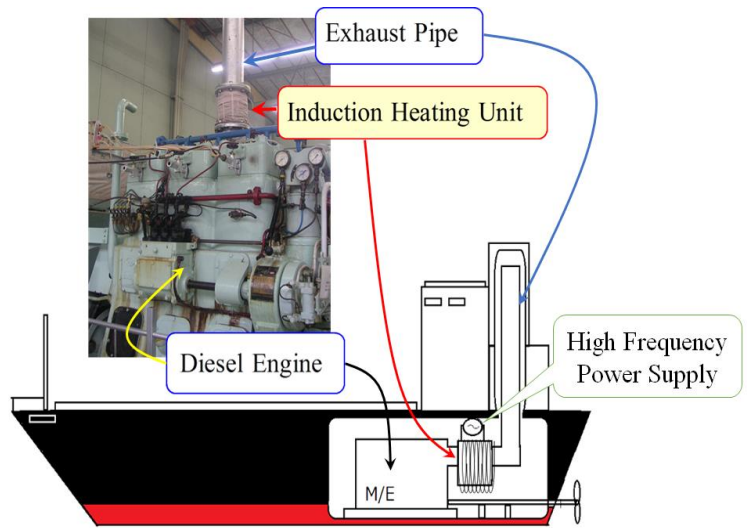 Exhaust Pipe
Induction Heating Unit
Diesel Engine
High Frequency
Power Supply
M/E